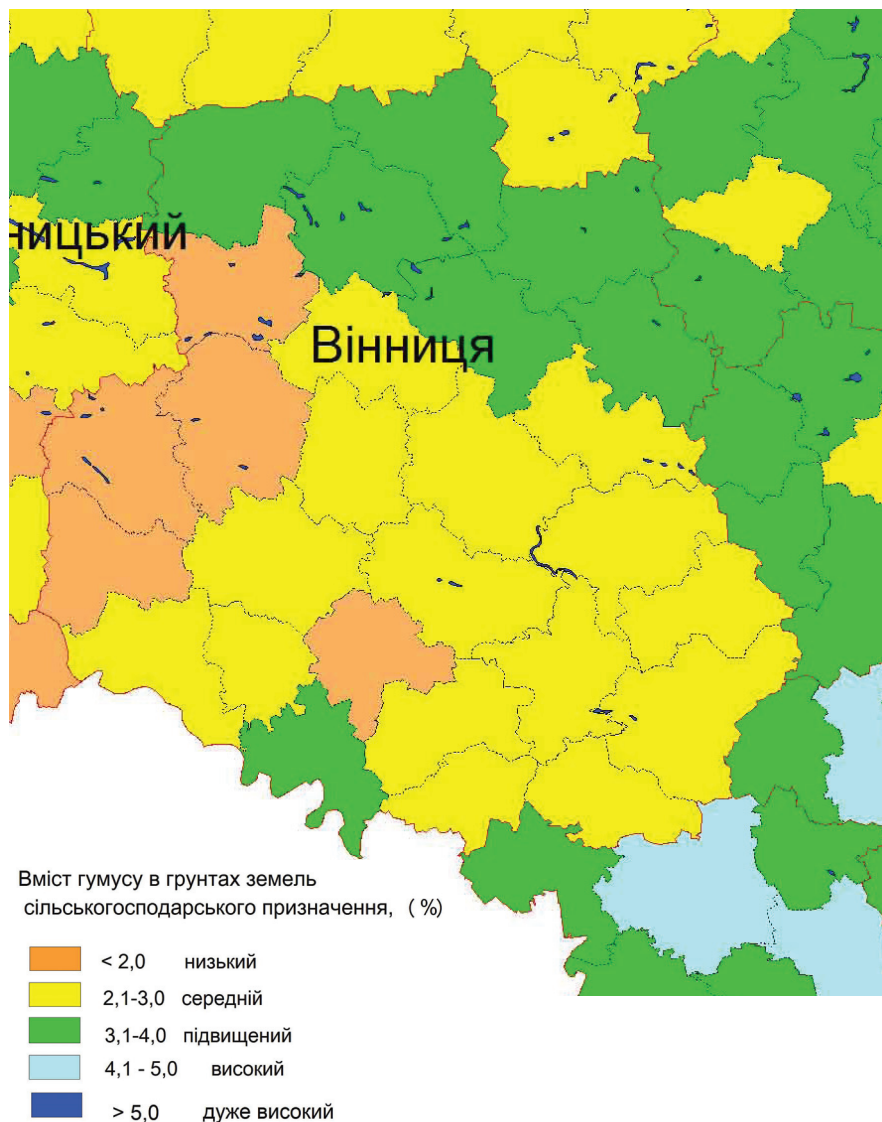 ницький
Вінниця
Вміст гумусу в грунтах земель
сільськогосподарського призначення, ( %)
< 2,0 низький
2,1-3,0 середній
3,1-4,0 підвищений
4,1 - 5,0 високий
> 5,0 дуже високий